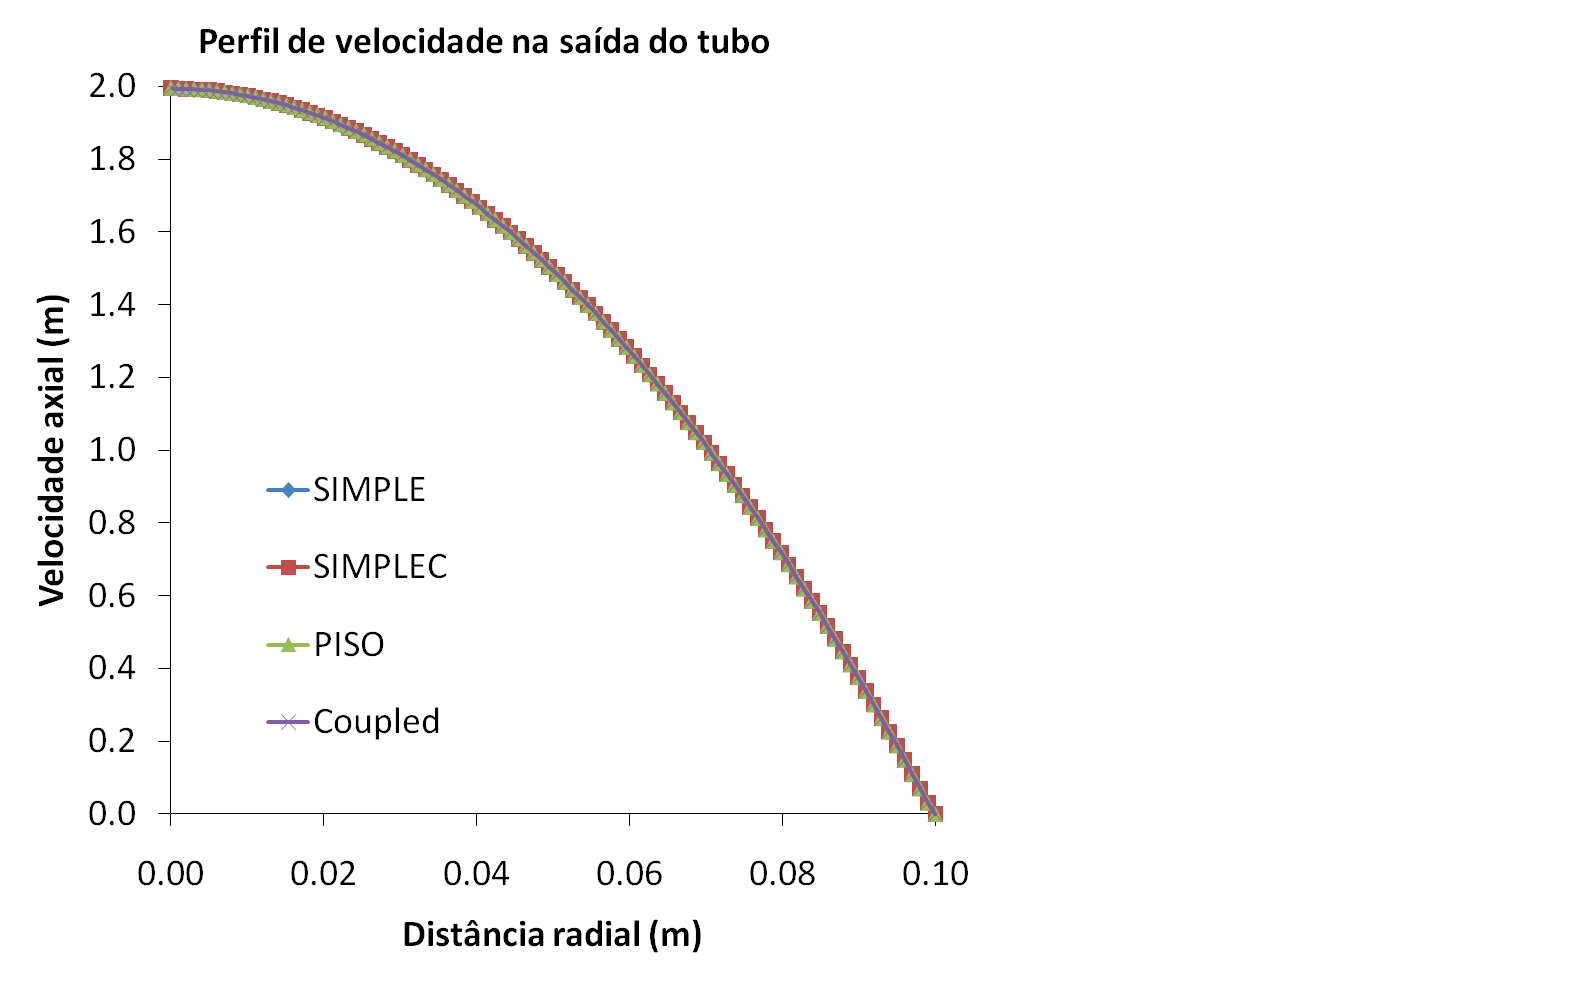 Perfil de velocidade na saída do tubo
2.0
1.8
1.6
1.4
1.2
1.0
0.8
0.6
0.4
0.2
0.0
Velocidade axial (m)
SIMPLE
SIMPLEC
PISO
Coupled
0.00 0.02 0.04 0.06 0.08 0.10
Distância radial (m)